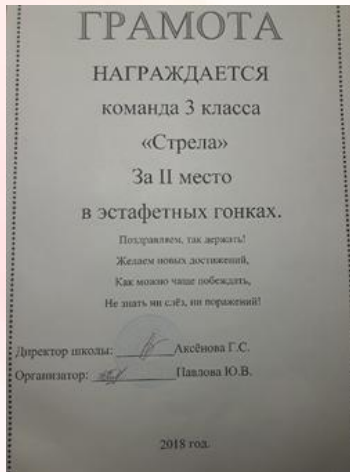 ГРАМОТА
НАГРАЖДАЕТСЯ
команда 3 класса
«Стрела»
За II место
в эстафетных гонках.
Поздравляем, так держать!
Желаем новых достижений,
Как можно чаще побеждать,
Не знать ни слёз, ни поражений!
Директор школы: Аксёнова Г.С.
Организатор: Павлова Ю.В.
2018 год.